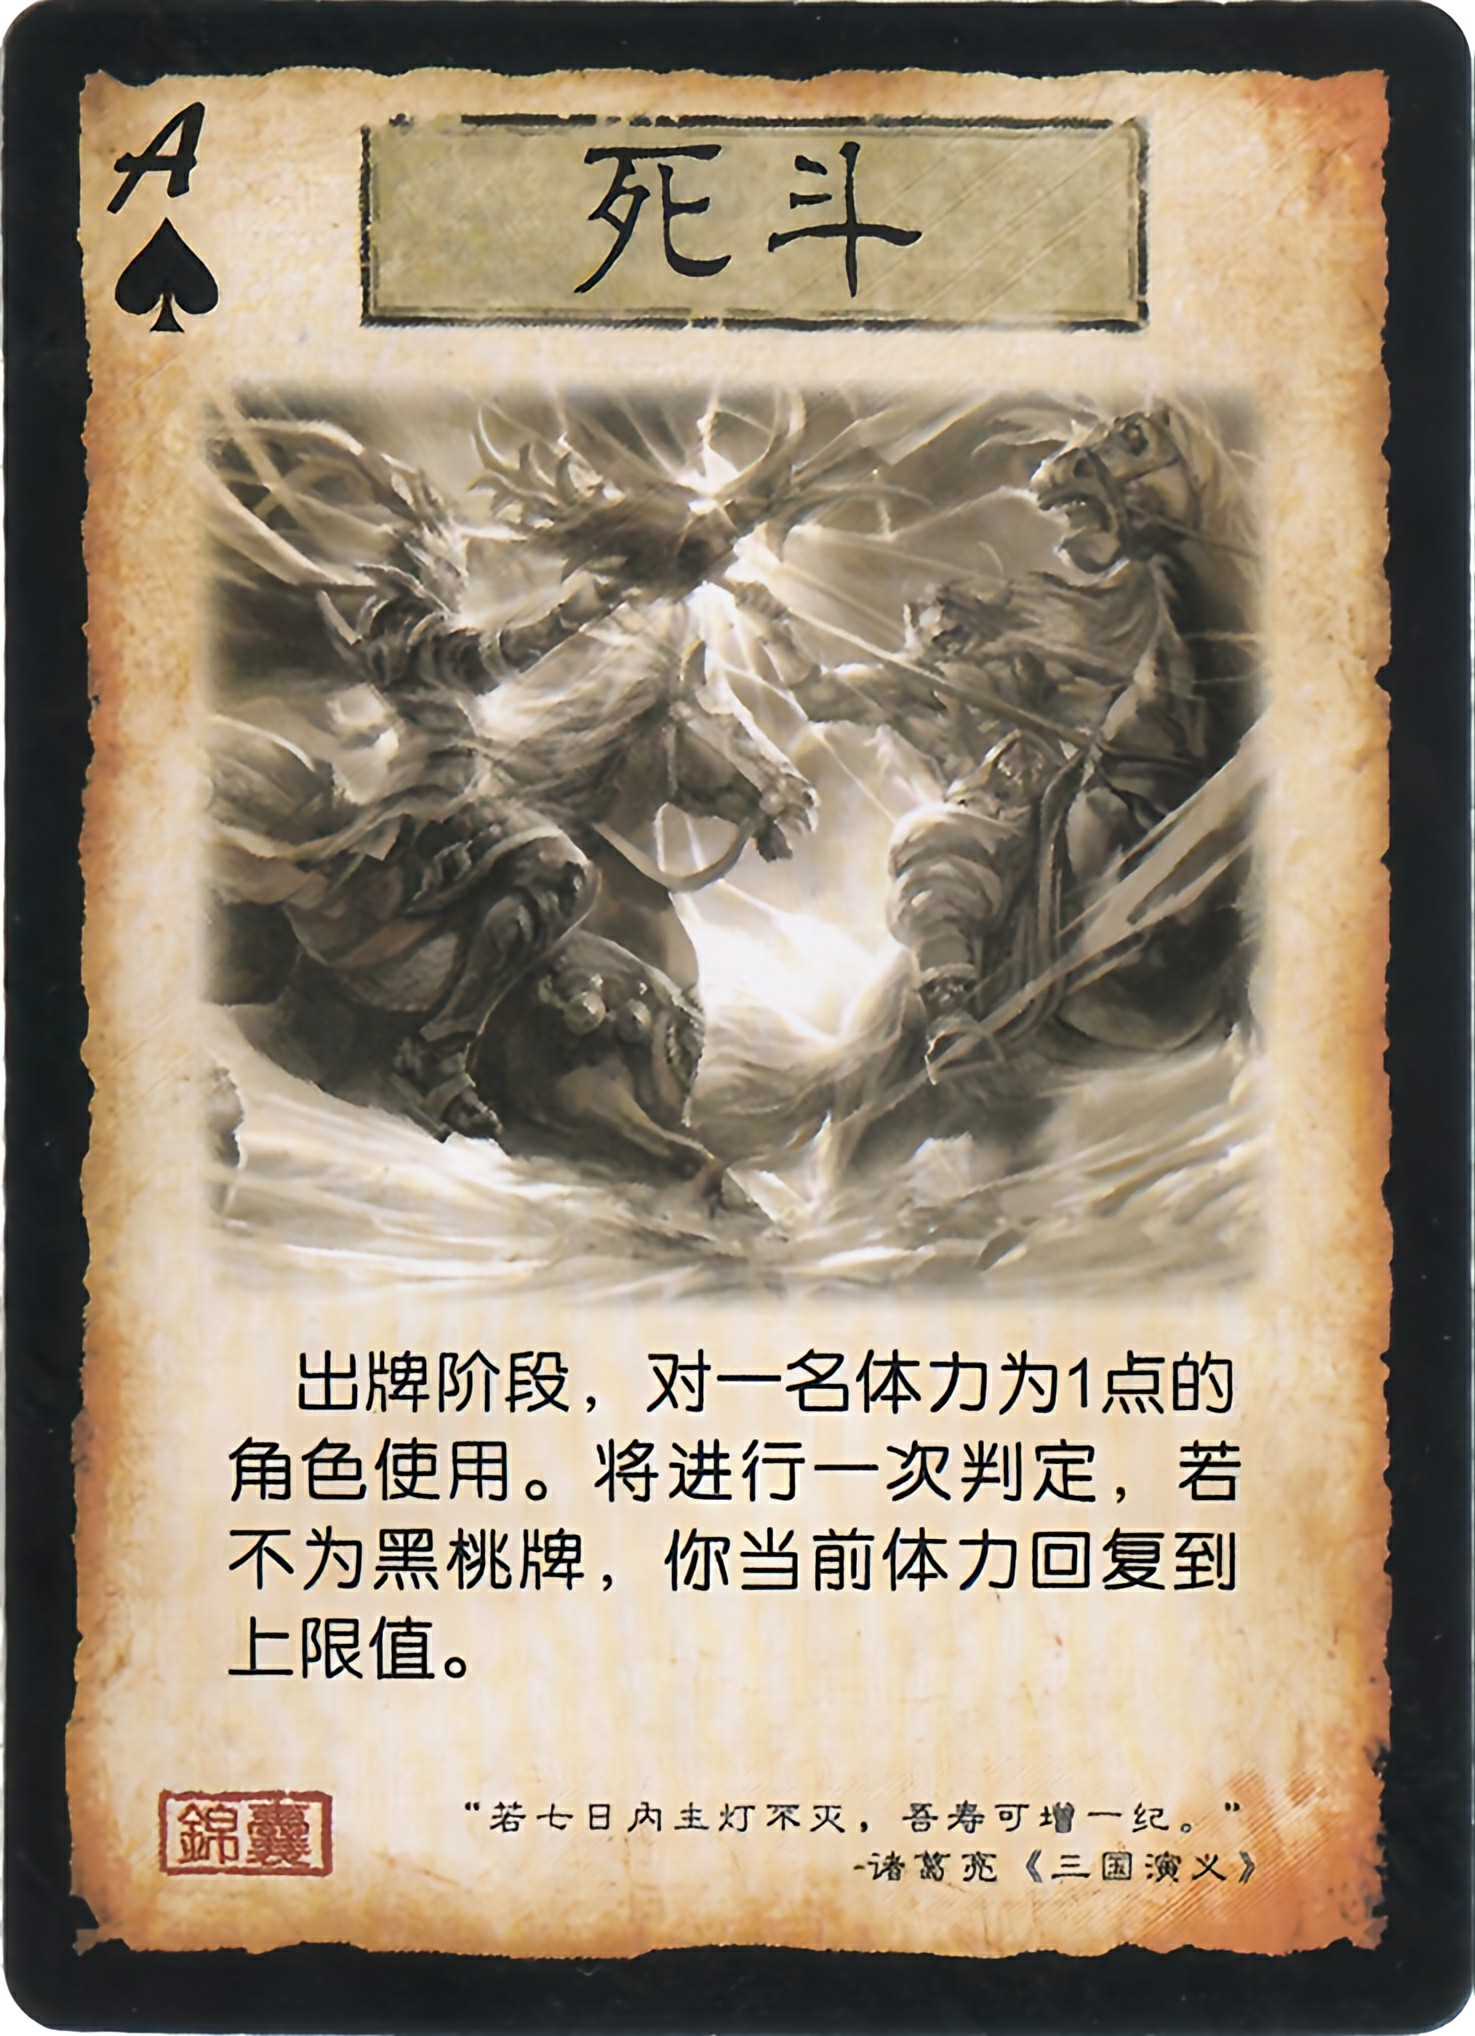 A
死斗
出牌阶段，对一名体力为1点的
角色使用。将进行一次判定，若
不为黑桃牌，你当前体力回复到
上限值。
錦囊
“若七日内主灯不灭，吾寿可增一纪。”
-诸葛亮《三国演义》